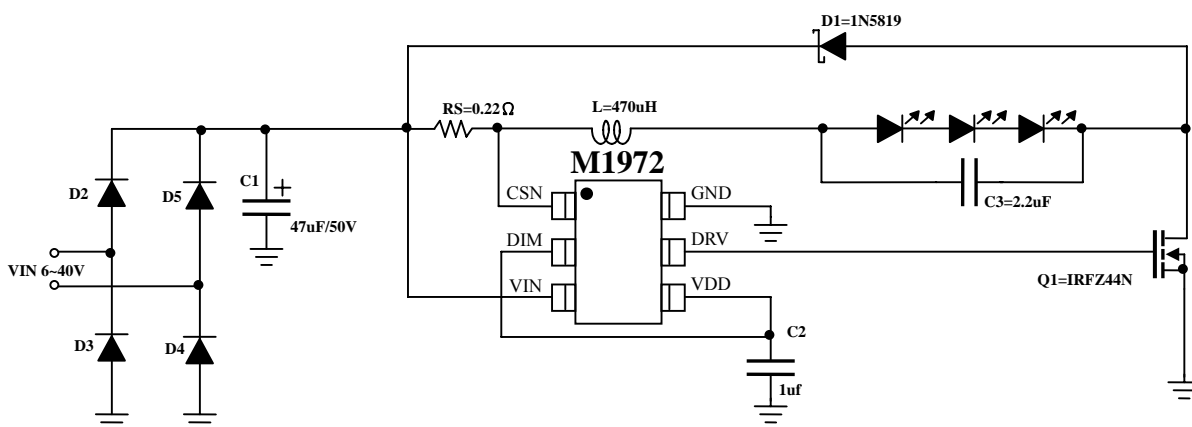 D1=1N5819
RS=0.22Ω
L=470uH
M1972
D2
D5
C1
+
47uF/50V
CSN
GND
C3=2.2uF
DIM
DRV
VIN 6~40V
VIN
VDD
Q1=IRFZ44N
D3
D4
C2
1uf